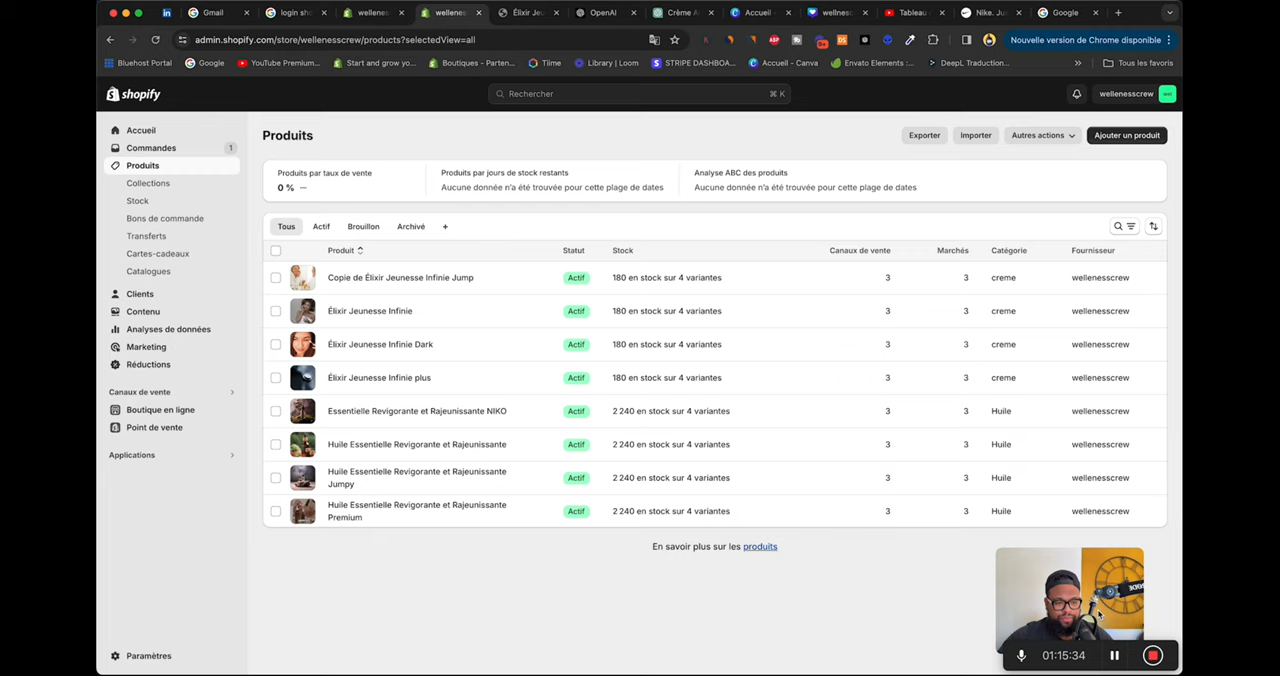 Gmail
login sho
wellenes
wellenes
Élixir Jeu
OpenAI
Crème A
Accueil -
wellness
Tableau
Nike. Ju
Google
admin.shopify.com/store/wellenesscrew/products?selectedView=all
Nouvelle version de Chrome disponible
Bluehost Portal
Google
YouTube Premium...
Start and grow yo...
Boutiques - Parten...
Tiime
Library | Loom
STRIPE DASHBOA...
Accueil - Canva
Envato Elements :...
DeepL Traduction...
Tous les favoris
shopify
Rechercher
⌘ K
wellenesscrew
Accueil
Commandes
1
Produits
Collections
Stock
Bons de commande
Transferts
Cartes-cadeaux
Catalogues
Clients
Contenu
Analyses de données
Marketing
Réductions
Canaux de vente
Boutique en ligne
Point de vente
Applications
Paramètres
Produits
Exporter
Importer
Autres actions
Ajouter un produit
Produits par taux de vente
0 % —
Produits par jours de stock restants
Aucune donnée n'a été trouvée pour cette plage de dates
Analyse ABC des produits
Aucune donnée n'a été trouvée pour cette plage de dates
Tous Actif Brouillon Archivé +
Produit Statut Stock Canaux de vente Marchés Catégorie Fournisseur
Copie de Élixir Jeunesse Infinie Jump Actif 180 en stock sur 4 variantes 3 3 creme wellenesscrew
Élixir Jeunesse Infinie Actif 180 en stock sur 4 variantes 3 3 creme wellenesscrew
Élixir Jeunesse Infinie Dark Actif 180 en stock sur 4 variantes 3 3 creme wellenesscrew
Élixir Jeunesse Infinie plus Actif 180 en stock sur 4 variantes 3 3 creme wellenesscrew
Essentielle Revigorante et Rajeunissante NIKO Actif 2 240 en stock sur 4 variantes 3 3 Huile wellenesscrew
Huile Essentielle Revigorante et Rajeunissante Actif 2 240 en stock sur 4 variantes 3 3 Huile wellenesscrew
Huile Essentielle Revigorante et Rajeunissante
Jumpy Actif 2 240 en stock sur 4 variantes 3 3 Huile wellenesscrew
Huile Essentielle Revigorante et Rajeunissante
Premium Actif 2 240 en stock sur 4 variantes 3 3 Huile wellenesscrew
En savoir plus sur les produits
01:15:34